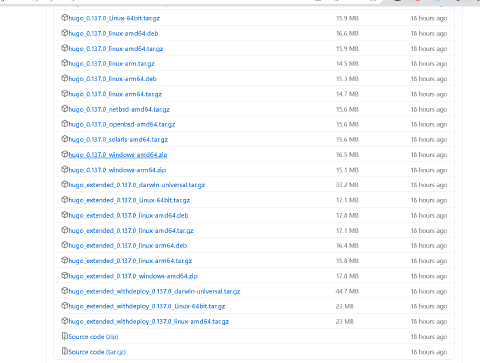 hugo_0.137.0_Linux-64bit.tar.gz 15.9 MB 18 hours ago
hugo_0.137.0_linux-amd64.deb 16.6 MB 18 hours ago
hugo_0.137.0_linux-amd64.tar.gz 15.9 MB 18 hours ago
hugo_0.137.0_linux-arm.tar.gz 14.5 MB 18 hours ago
hugo_0.137.0_linux-arm64.deb 15.3 MB 18 hours ago
hugo_0.137.0_linux-arm64.tar.gz 14.7 MB 18 hours ago
hugo_0.137.0_netbsd-amd64.tar.gz 15.6 MB 18 hours ago
hugo_0.137.0_openbsd-amd64.tar.gz 15.6 MB 18 hours ago
hugo_0.137.0_solaris-amd64.tar.gz 15.6 MB 18 hours ago
hugo_0.137.0_windows-amd64.zip 16.5 MB 18 hours ago
hugo_0.137.0_windows-arm64.zip 15.1 MB 18 hours ago
hugo_extended_0.137.0_darwin-universal.tar.gz 33.2 MB 18 hours ago
hugo_extended_0.137.0_Linux-64bit.tar.gz 17.1 MB 18 hours ago
hugo_extended_0.137.0_linux-amd64.deb 17.8 MB 18 hours ago
hugo_extended_0.137.0_linux-amd64.tar.gz 17.1 MB 18 hours ago
hugo_extended_0.137.0_linux-arm64.deb 16.4 MB 18 hours ago
hugo_extended_0.137.0_linux-arm64.tar.gz 15.8 MB 18 hours ago
hugo_extended_0.137.0_windows-amd64.zip 17.8 MB 18 hours ago
hugo_extended_withdeploy_0.137.0_darwin-universal.tar.gz 44.7 MB 18 hours ago
hugo_extended_withdeploy_0.137.0_Linux-64bit.tar.gz 23 MB 18 hours ago
hugo_extended_withdeploy_0.137.0_linux-amd64.tar.gz 23 MB 18 hours ago
Source code (zip) 18 hours ago
Source code (tar.gz) 18 hours ago